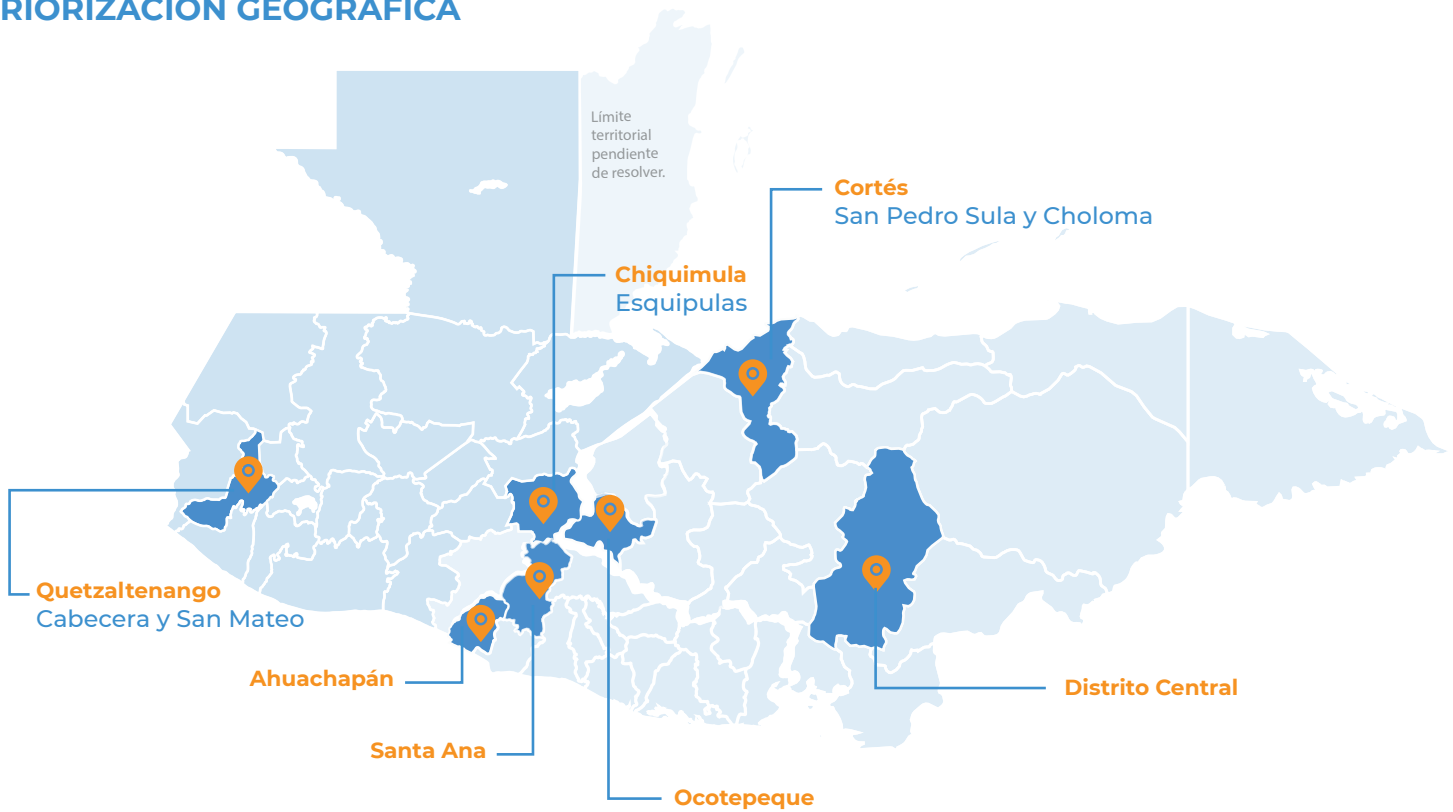 RIORIZACIÓN GEOGRÁFICA
Límite
territorial
pendiente
de resolver.
Cortés
San Pedro Sula y Choloma
Chiquimula
Esquipulas
Quetzaltenango
Cabecera y San Mateo
Ahuachapán
Distrito Central
Santa Ana
Ocotepeque